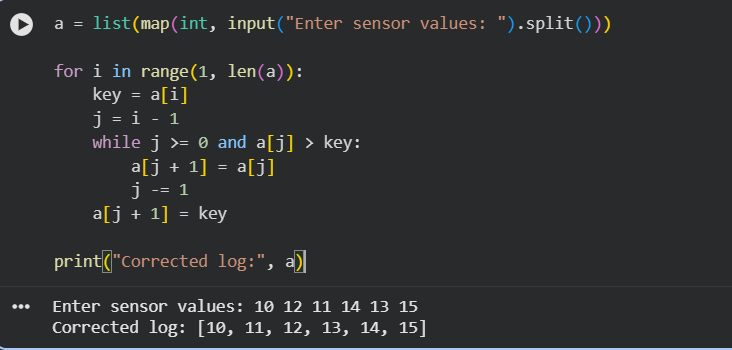 a = list(map(int, input("Enter sensor values: ").split()))
for i in range(1, len(a)):
    key = a[i]
    j = i - 1
    while j >= 0 and a[j] > key:
        a[j + 1] = a[j]
        j -= 1
    a[j + 1] = key
print("Corrected log:", a)
Enter sensor values: 10 12 11 14 13 15
Corrected log: [10, 11, 12, 13, 14, 15]